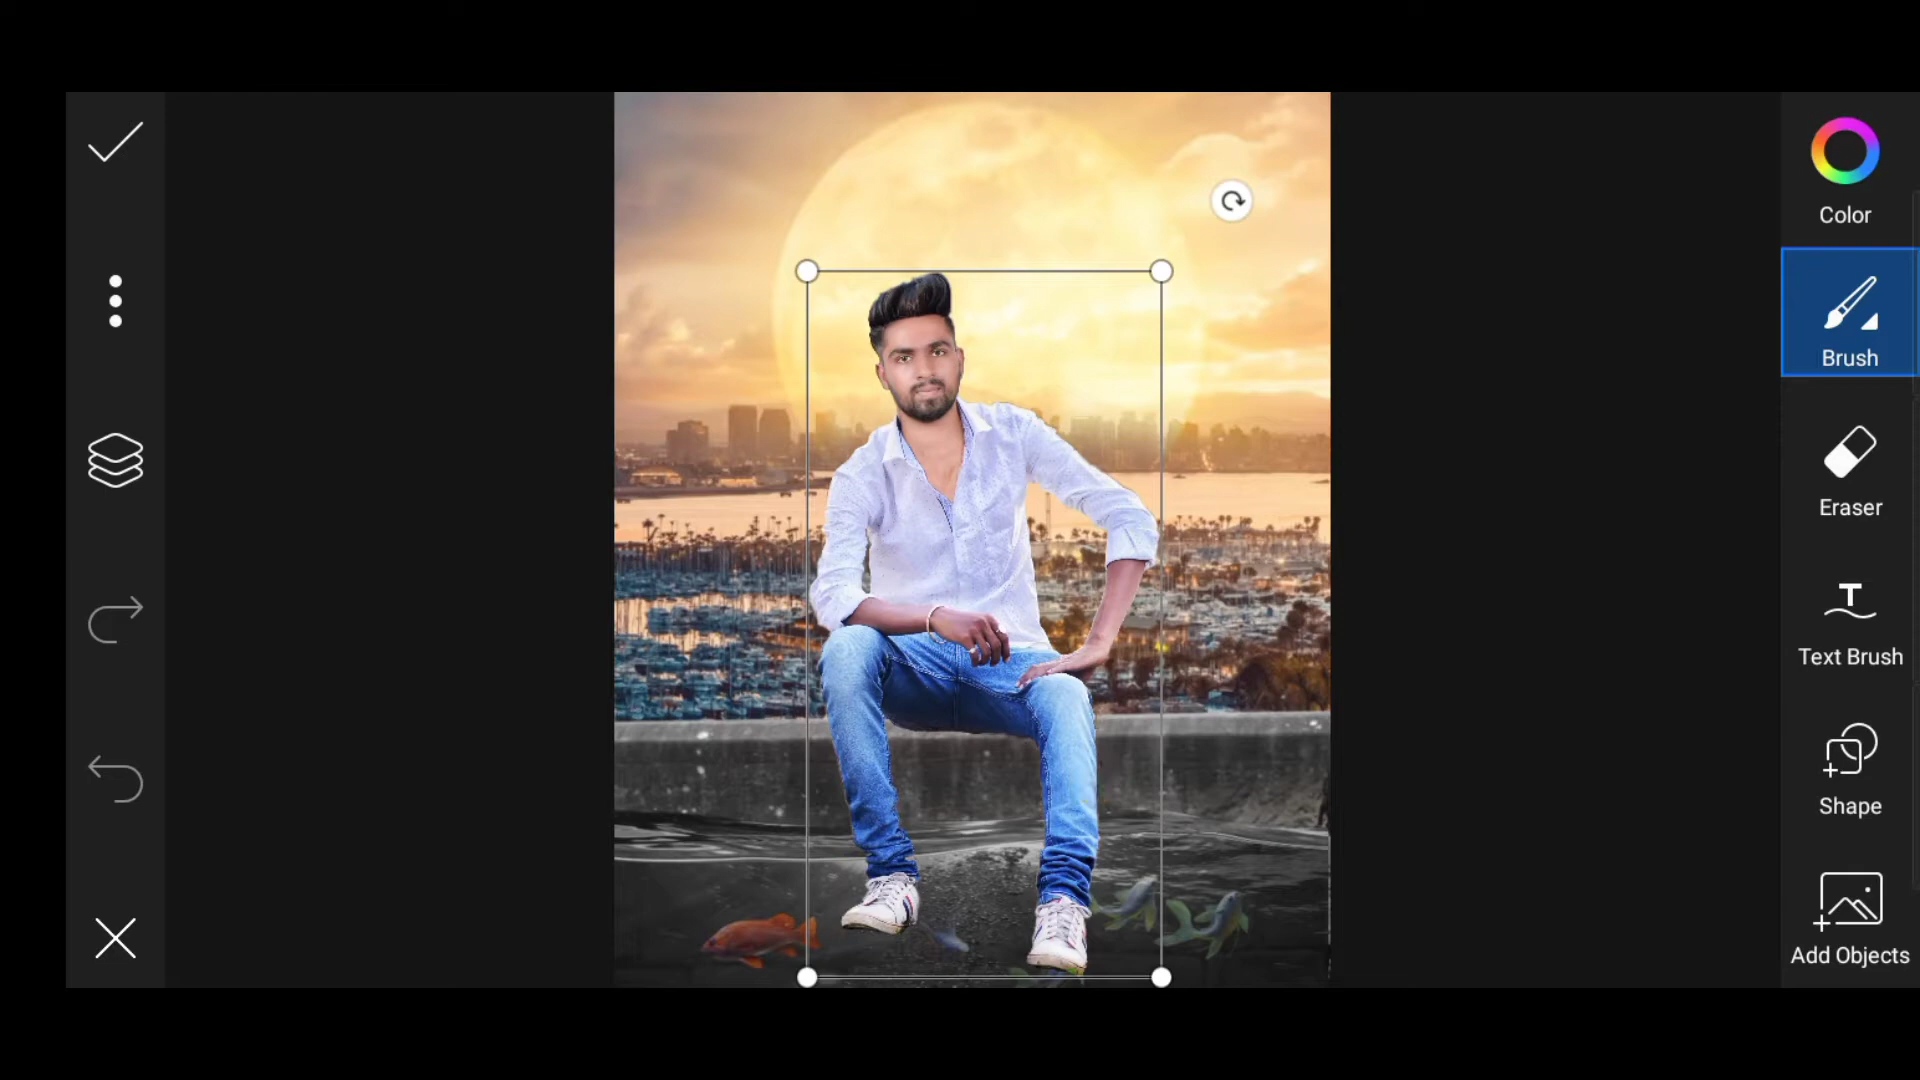 Color
Brush
Eraser
T
Text Brush
Shape
Add Objects